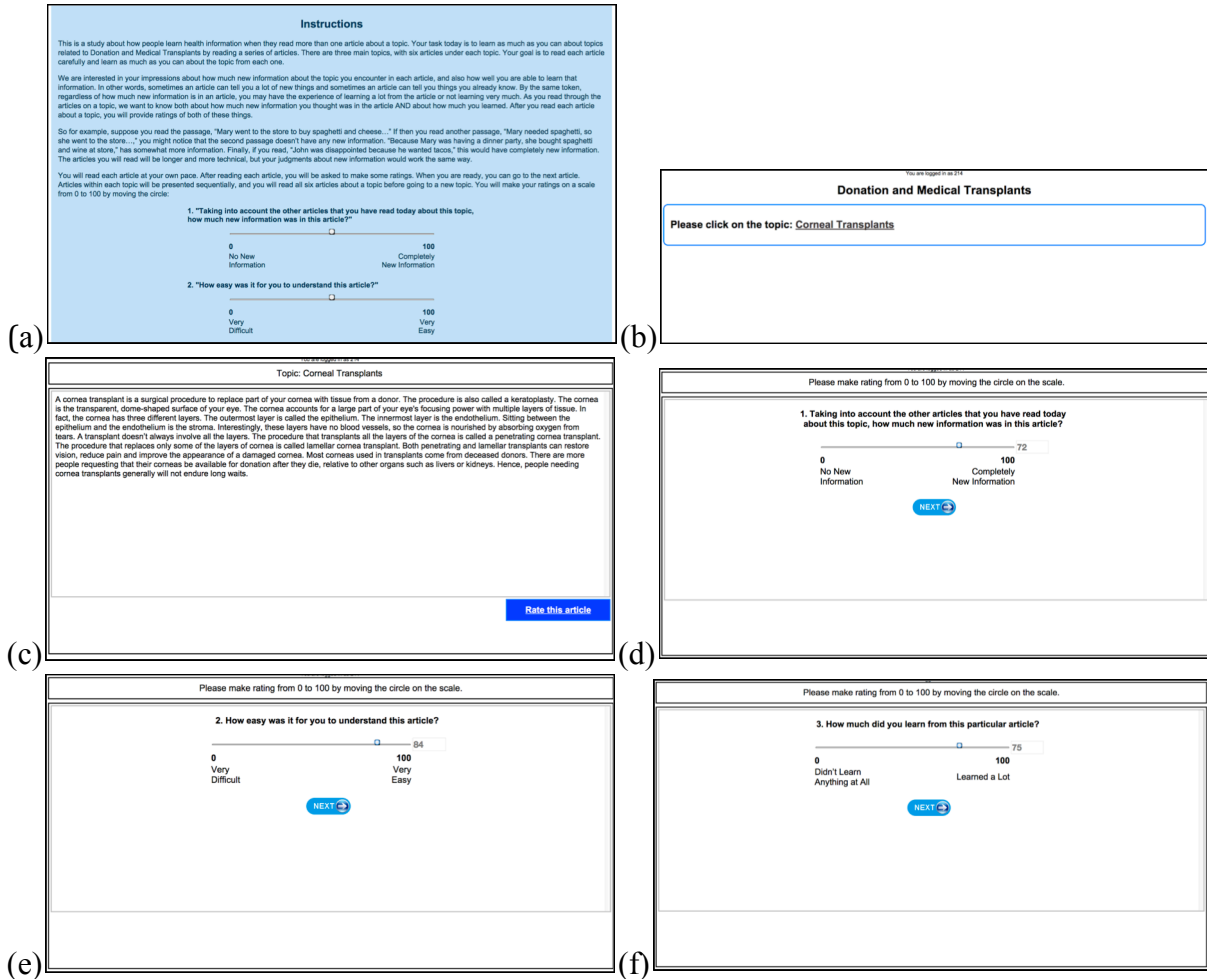 Instructions
This is a study about how people learn health information when they read more than one article about a topic. Your task today is to learn as much as you can about topics
related to Donation and Medical Transplants by reading a series of articles. There are three main topics, with six articles under each topic. Your goal is to read each article
carefully and learn as much as you can about the topic from each one.
We are interested in your impressions about how much new information about the topic you encounter in each article, and also how well you are able to learn that
information. In other words, sometimes an article can tell you a lot of new things and sometimes an article can tell you things you already know. By the same token,
regardless of how much new information is in an article, you may have the experience of learning a lot from the article or not learning very much. As you read through the
articles on a topic, we want to know both about how much new information you thought was in the article AND about how much you learned. After you read each article
about a topic, you will provide ratings of both of these things.
So for example, suppose you read the passage, "Mary went to the store to buy spaghetti and cheese..." If then you read another passage, "Mary needed spaghetti, so
she went to the store...," you might notice that the second passage doesn't have any new information. "Because Mary was having a dinner party, she bought spaghetti
and wine at store," has somewhat more information. Finally, if you read, "John was disappointed because he wanted tacos," this would have completely new information.
The articles you will read will be longer and more technical, but your judgments about new information would work the same way.
You will read each article at your own pace. After reading each article, you will be asked to make some ratings. When you are ready, you can go to the next article.
Articles within each topic will be presented sequentially, and you will read all six articles about a topic before going to a new topic. You will make your ratings on a scale
from 0 to 100 by moving the circle:
1. "Taking into account the other articles that you have read today about this topic,
how much new information was in this article?"
0 100
No New Completely
Information New Information
2. "How easy was it for you to understand this article?"
0 100
Very Very
Difficult Easy
(a)
You are logged in as 214
Donation and Medical Transplants
Please click on the topic: Corneal Transplants
(b)
Topic: Corneal Transplants
A cornea transplant is a surgical procedure to replace part of your cornea with tissue from a donor. The procedure is also called a keratoplasty. The cornea
is the transparent, dome-shaped surface of your eye. The cornea accounts for a large part of your eye's focusing power with multiple layers of tissue. In
fact, the cornea has three different layers. The outermost layer is called the epithelium. The innermost layer is the endothelium. Sitting between the
epithelium and the endothelium is the stroma. Interestingly, these layers have no blood vessels, so the cornea is nourished by absorbing oxygen from
tears. A transplant doesn't always involve all the layers. The procedure that transplants all the layers of the cornea is called a penetrating cornea transplant.
The procedure that replaces only some of the layers of cornea is called lamellar cornea transplant. Both penetrating and lamellar transplants can restore
vision, reduce pain and improve the appearance of a damaged cornea. Most corneas used in transplants come from deceased donors. There are more
people requesting that their corneas be available for donation after they die, relative to other organs such as livers or kidneys. Hence, people needing
cornea transplants generally will not endure long waits.
Rate this article
(c)
Please make rating from 0 to 100 by moving the circle on the scale.
1. Taking into account the other articles that you have read today
about this topic, how much new information was in this article?
72
0 100
No New Completely
Information New Information
NEXT
(d)
Please make rating from 0 to 100 by moving the circle on the scale.
2. How easy was it for you to understand this article?
84
0 100
Very Very
Difficult Easy
NEXT
(e)
Please make rating from 0 to 100 by moving the circle on the scale.
3. How much did you learn from this particular article?
75
0 100
Didn't Learn Learned a Lot
Anything at All
NEXT
(f)